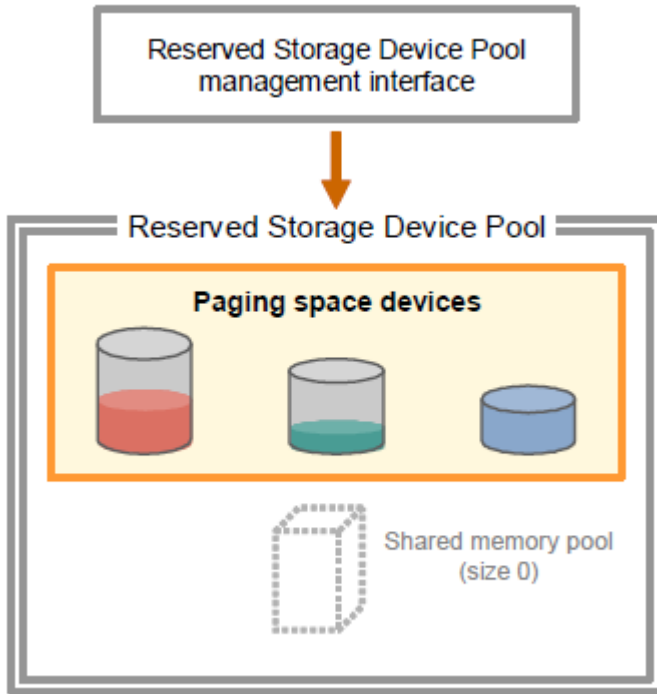 Reserved Storage Device Pool
management interface
Reserved Storage Device Pool
Paging space devices
Shared memory pool
(size 0)